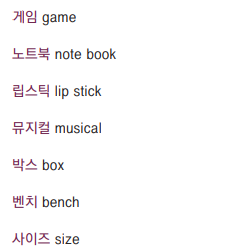 게임 game
노트북 note book
립스틱 lip stick
뮤지컬 musical
박스 box
벤치 bench
사이즈 size